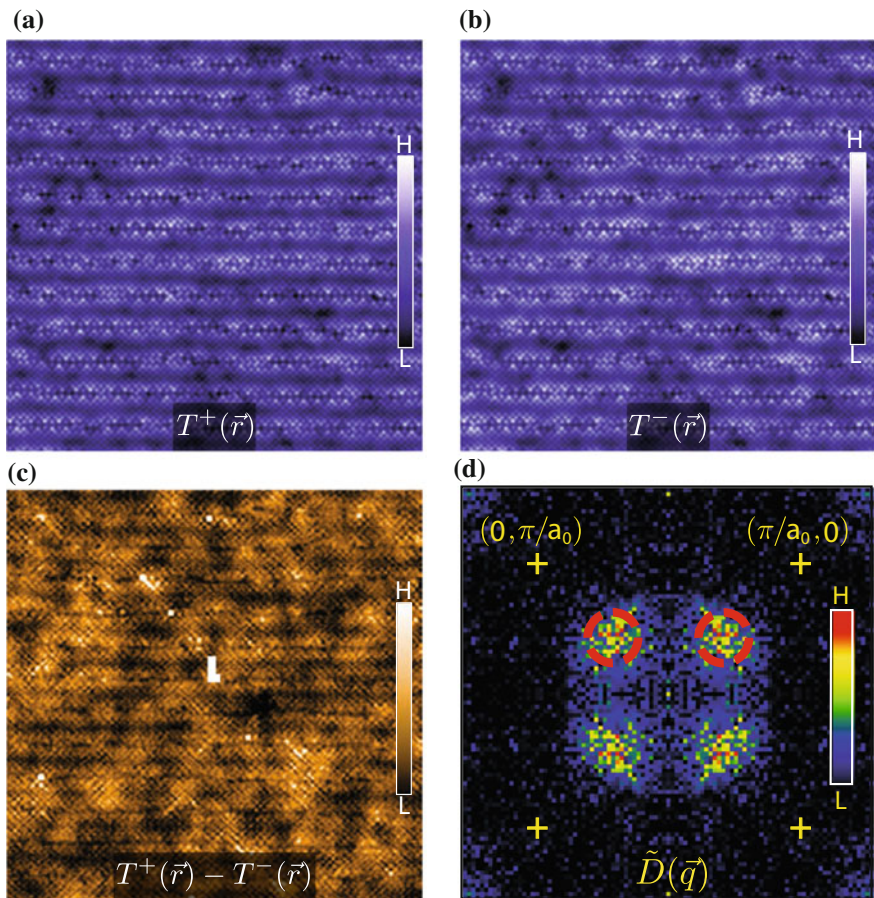 (a)
(b)
H
L
T⁺(r⃗)
H
L
T⁻(r⃗)
(c)
(d)
H
L
T⁺(r⃗) − T⁻(r⃗)
(0, π/a₀)
(π/a₀, 0)
H
L
D̃(q⃗)